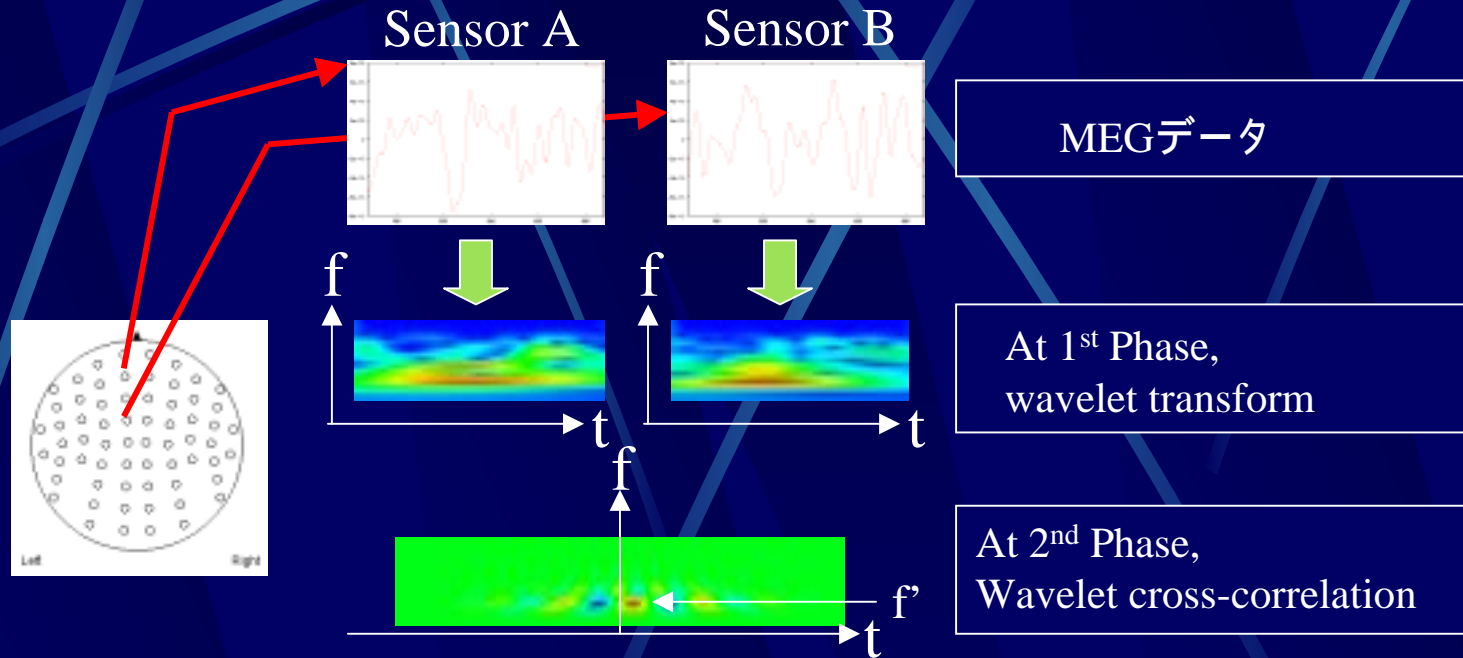 Sensor A
Sensor B
MEGデータ
f
f
At 1st Phase,
wavelet transform
t
t
f
At 2nd Phase,
Wavelet cross-correlation
f’
t
Left
Right